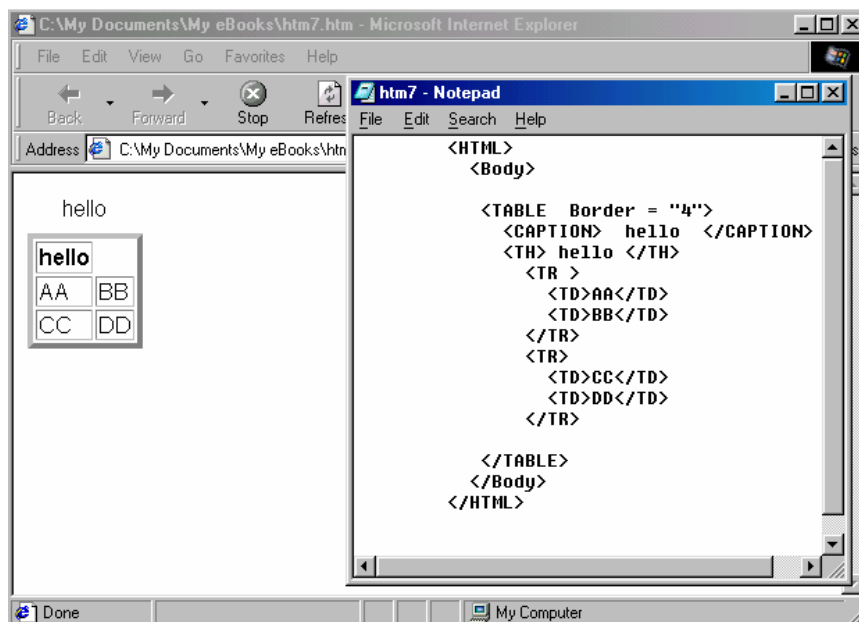 C:\My Documents\My eBooks\htm7.htm - Microsoft Internet Explorer
File Edit View Go Favorites Help
Back Forward Stop Refres
Address C:\My Documents\My eBooks\htn
hello
hello
AA BB
CC DD
htm7 - Notepad
File Edit Search Help
<HTML>
<Body>
<TABLE Border = "4">
<CAPTION> hello </CAPTION>
<TH> hello </TH>
<TR >
<TD>AA</TD>
<TD>BB</TD>
</TR>
<TR>
<TD>CC</TD>
<TD>DD</TD>
</TR>
</TABLE>
</Body>
</HTML>
Done My Computer